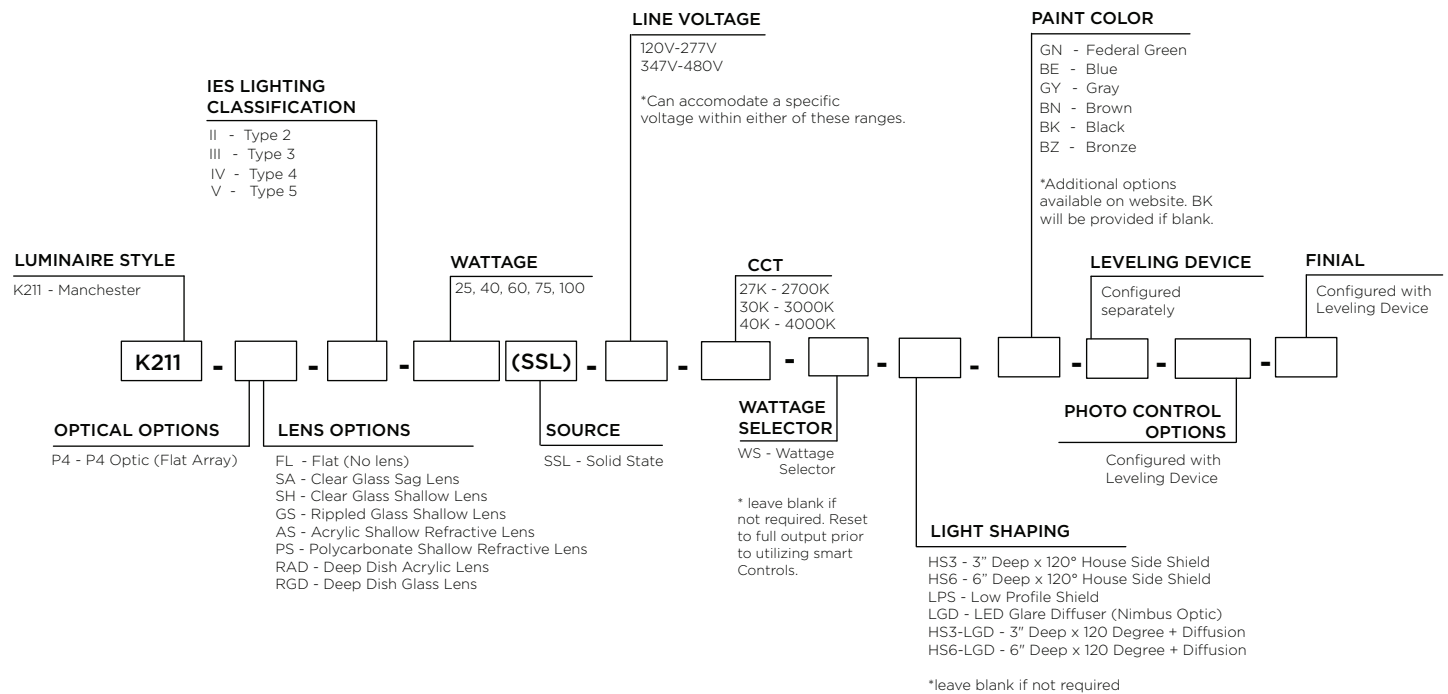 LINE VOLTAGE
120V-277V
347V-480V
*Can accomodate a specific
voltage within either of these ranges.
PAINT COLOR
GN - Federal Green
BE - Blue
GY - Gray
BN - Brown
BK - Black
BZ - Bronze
*Additional options
available on website. BK
will be provided if blank.
IES LIGHTING
CLASSIFICATION
II - Type 2
III - Type 3
IV - Type 4
V - Type 5
LUMINAIRE STYLE
K211 - Manchester
WATTAGE
25, 40, 60, 75, 100
CCT
27K - 2700K
30K - 3000K
40K - 4000K
LEVELING DEVICE
Configured
separately
FINIAL
Configured with
Leveling Device
K211 - - - (SSL) - - - - - - - -
OPTICAL OPTIONS
P4 - P4 Optic (Flat Array)
LENS OPTIONS
FL - Flat (No lens)
SA - Clear Glass Sag Lens
SH - Clear Glass Shallow Lens
GS - Rippled Glass Shallow Lens
AS - Acrylic Shallow Refractive Lens
PS - Polycarbonate Shallow Refractive Lens
RAD - Deep Dish Acrylic Lens
RGD - Deep Dish Glass Lens
SOURCE
SSL - Solid State
WATTAGE
SELECTOR
WS - Wattage
Selector
* leave blank if
not required. Reset
to full output prior
to utilizing smart
Controls.
LIGHT SHAPING
HS3 - 3” Deep x 120° House Side Shield
HS6 - 6” Deep x 120° House Side Shield
LPS - Low Profile Shield
LGD - LED Glare Diffuser (Nimbus Optic)
HS3-LGD - 3" Deep x 120 Degree + Diffusion
HS6-LGD - 6" Deep x 120 Degree + Diffusion
*leave blank if not required
PHOTO CONTROL
OPTIONS
Configured with
Leveling Device